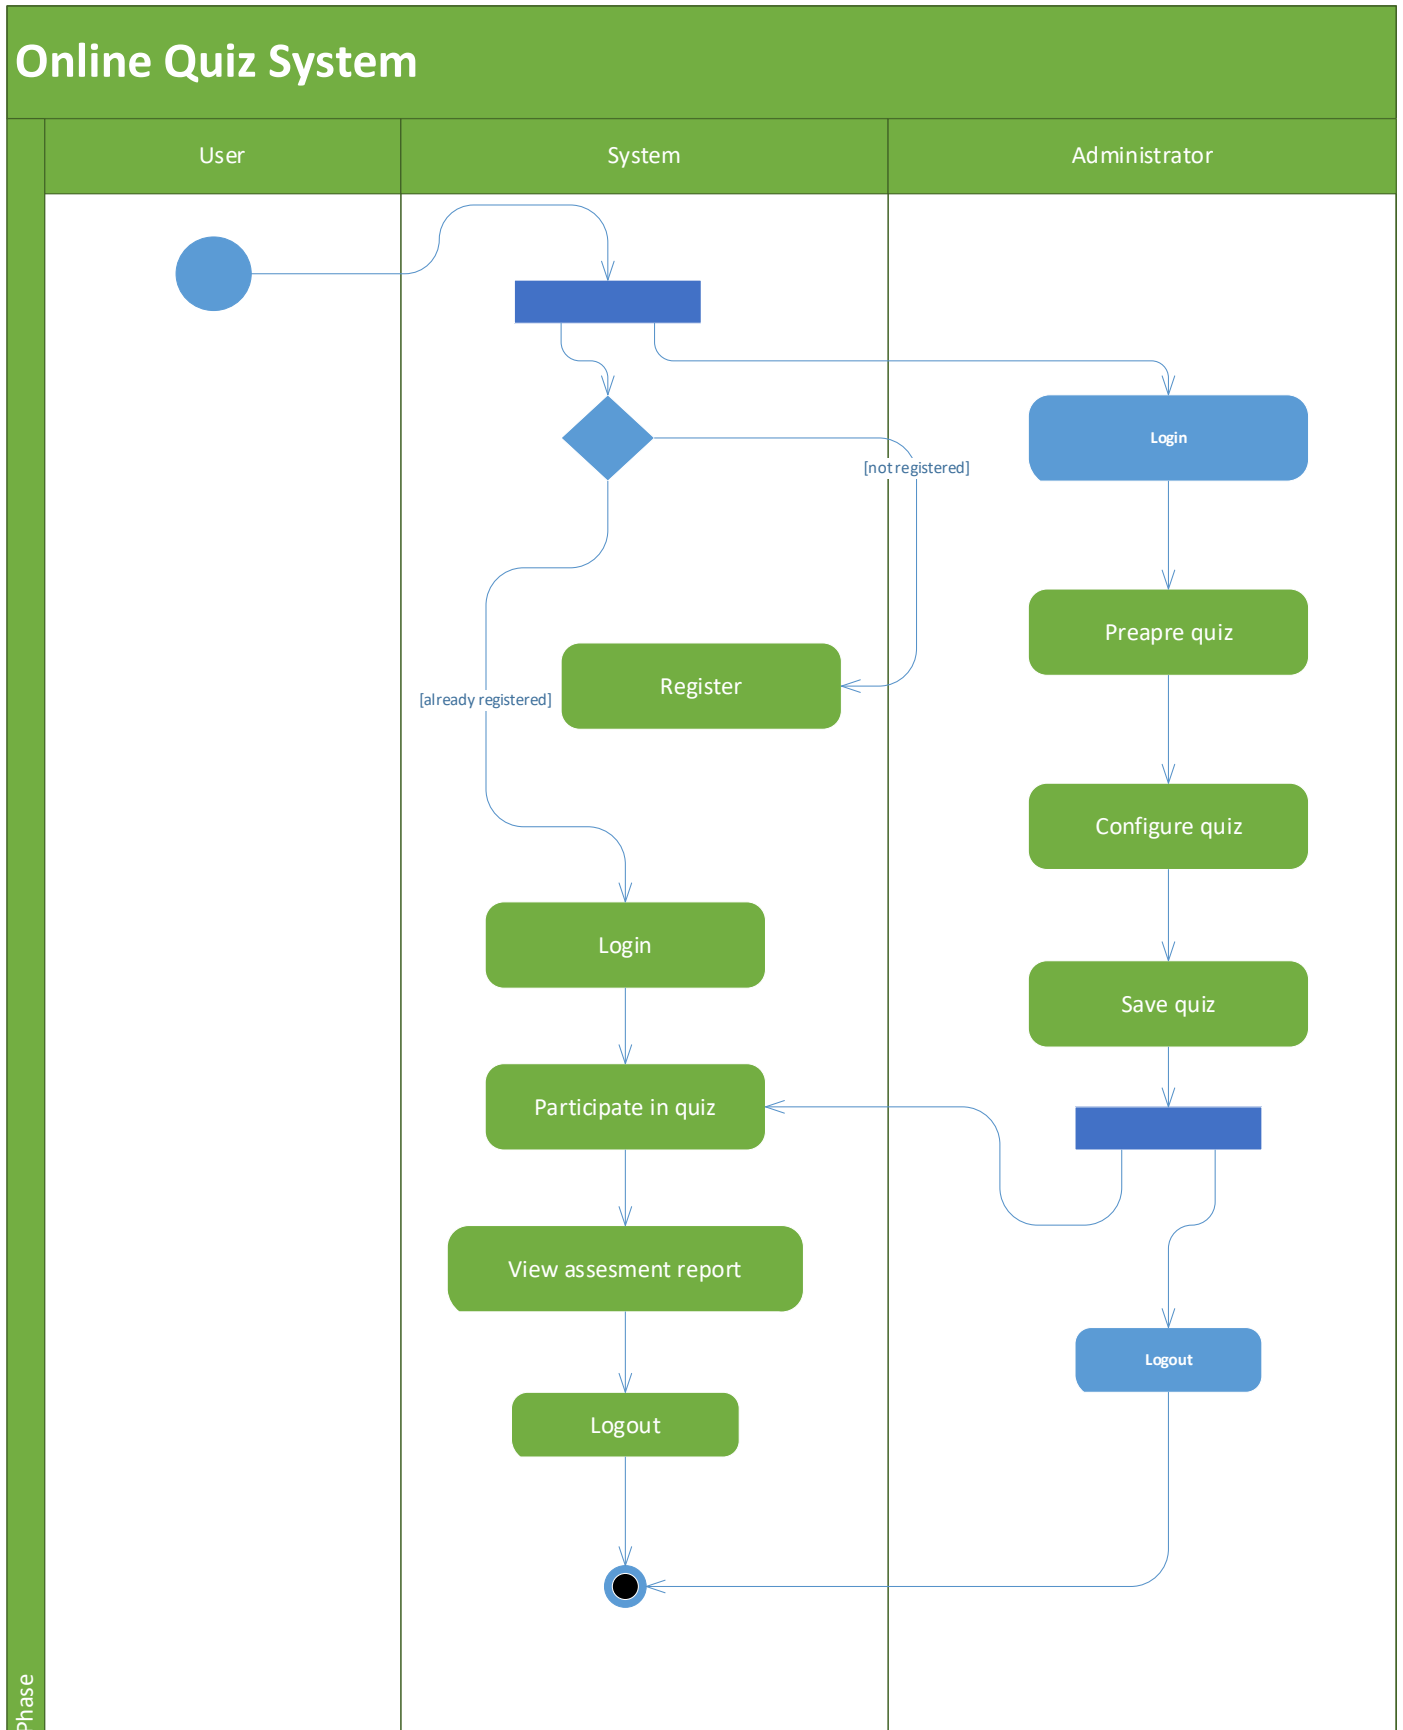 Online Quiz System
User
System
Administrator
Login
[not registered]
Preapre quiz
Register
[already registered]
Configure quiz
Login
Save quiz
Participate in quiz
View assesment report
Logout
Logout
Phase